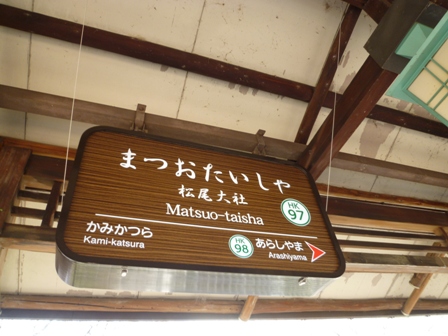 まつおたいしゃ
松尾大社
Matsuo-taisha
HK
97
かみかつら
Kami-katsura
HK
98
あらしやま
Arashiyama